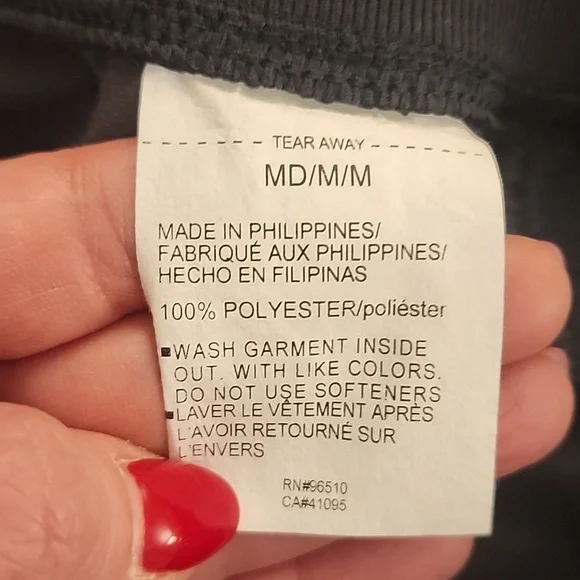 TEAR AWAY
MD/M/M
MADE IN PHILIPPINES/
FABRIQUÉ AUX PHILIPPINES/
HECHO EN FILIPINAS
100% POLYESTER/poliéster
▪WASH GARMENT INSIDE
OUT. WITH LIKE COLORS.
DO NOT USE SOFTENERS
▪LAVER LE VÊTEMENT APRÈS
L'AVOIR RETOURNÉ SUR
L'ENVERS
RN#96510
CA#41095